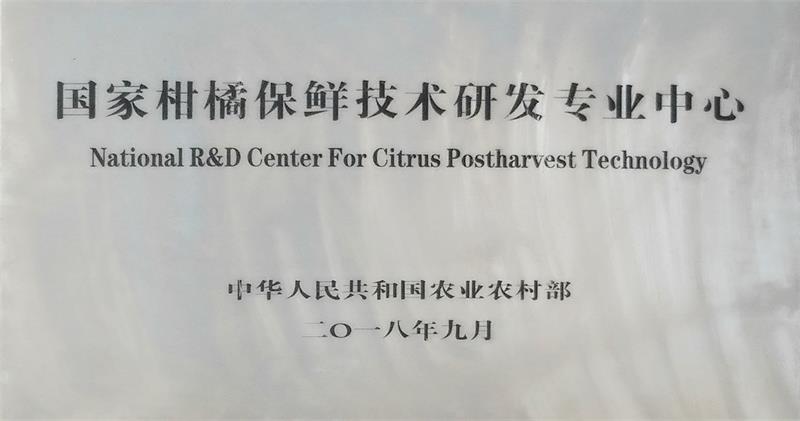 国家柑橘保鲜技术研发专业中心
National R&D Center For Citrus Postharvest Technology
中华人民共和国农业农村部
二〇一八年九月